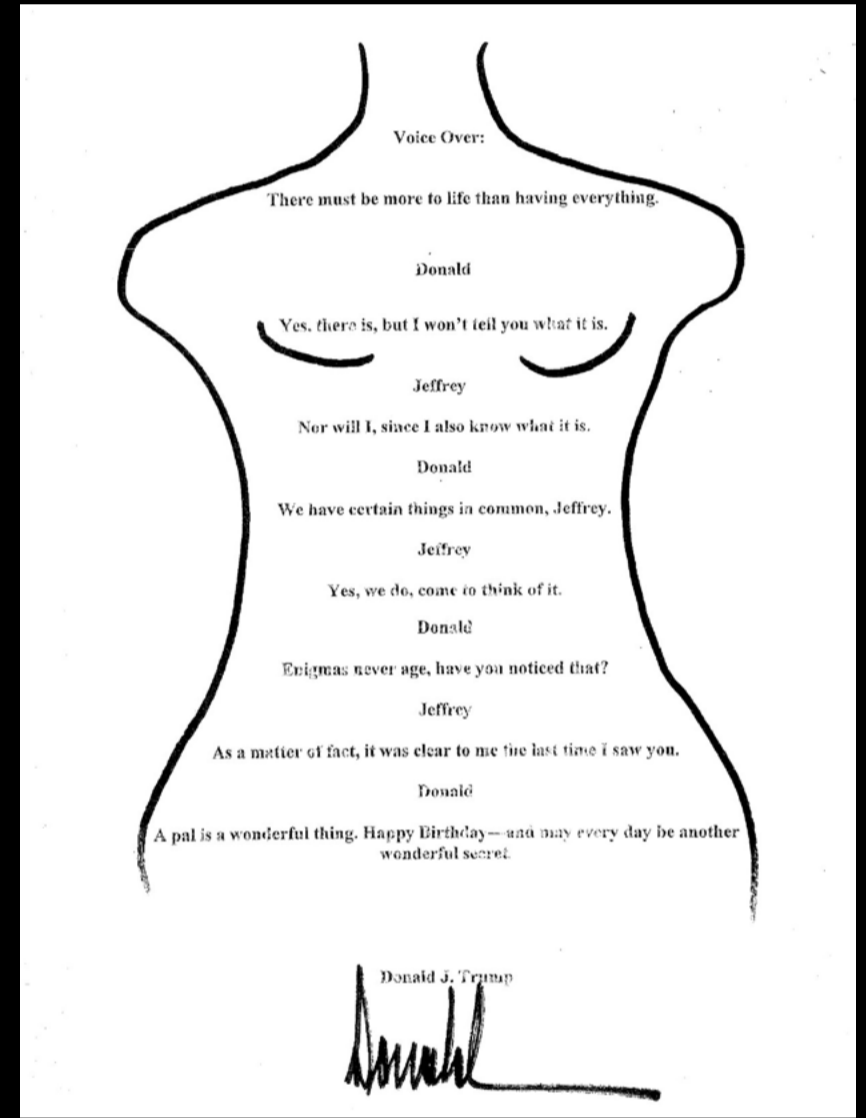 Voice Over:
There must be more to life than having everything.
Donald
Yes, there is, but I won't tell you what it is.
Jeffrey
Nor will I, since I also know what it is.
Donald
We have certain things in common, Jeffrey.
Jeffrey
Yes, we do, come to think of it.
Donald
Enigmas never age, have you noticed that?
Jeffrey
As a matter of fact, it was clear to me the last time I saw you.
Donald
A pal is a wonderful thing. Happy Birthday — and may every day be another
wonderful secret.
Donald J. Trump
Donald